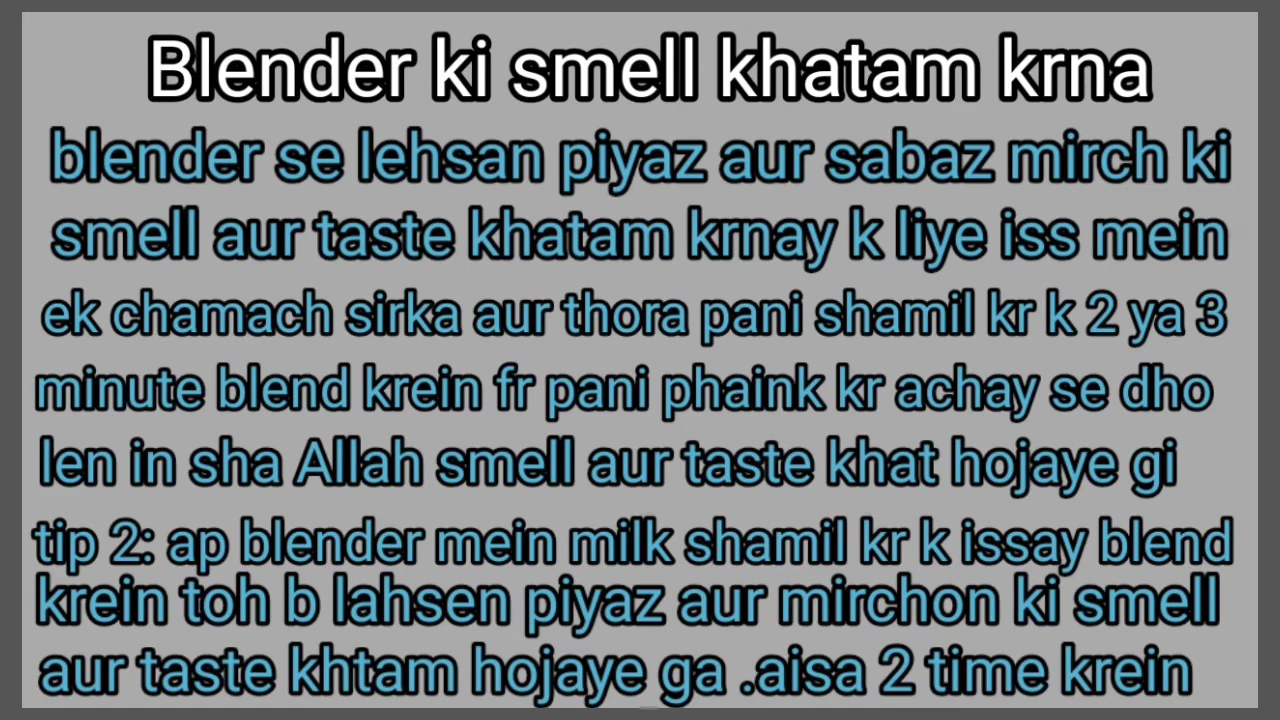 Blender ki smell khatam krna
blender se lehsan piyaz aur sabaz mirch ki
smell aur taste khatam krnay k liye iss mein
ek chamach sirka aur thora pani shamil kr k 2 ya 3
minute blend krein fr pani phaink kr achay se dho
len in sha Allah smell aur taste khat hojaye gi
tip 2: ap blender mein milk shamil kr k issay blend
krein toh b lahsen piyaz aur mirchon ki smell
aur taste khtam hojaye ga .aisa 2 time krein